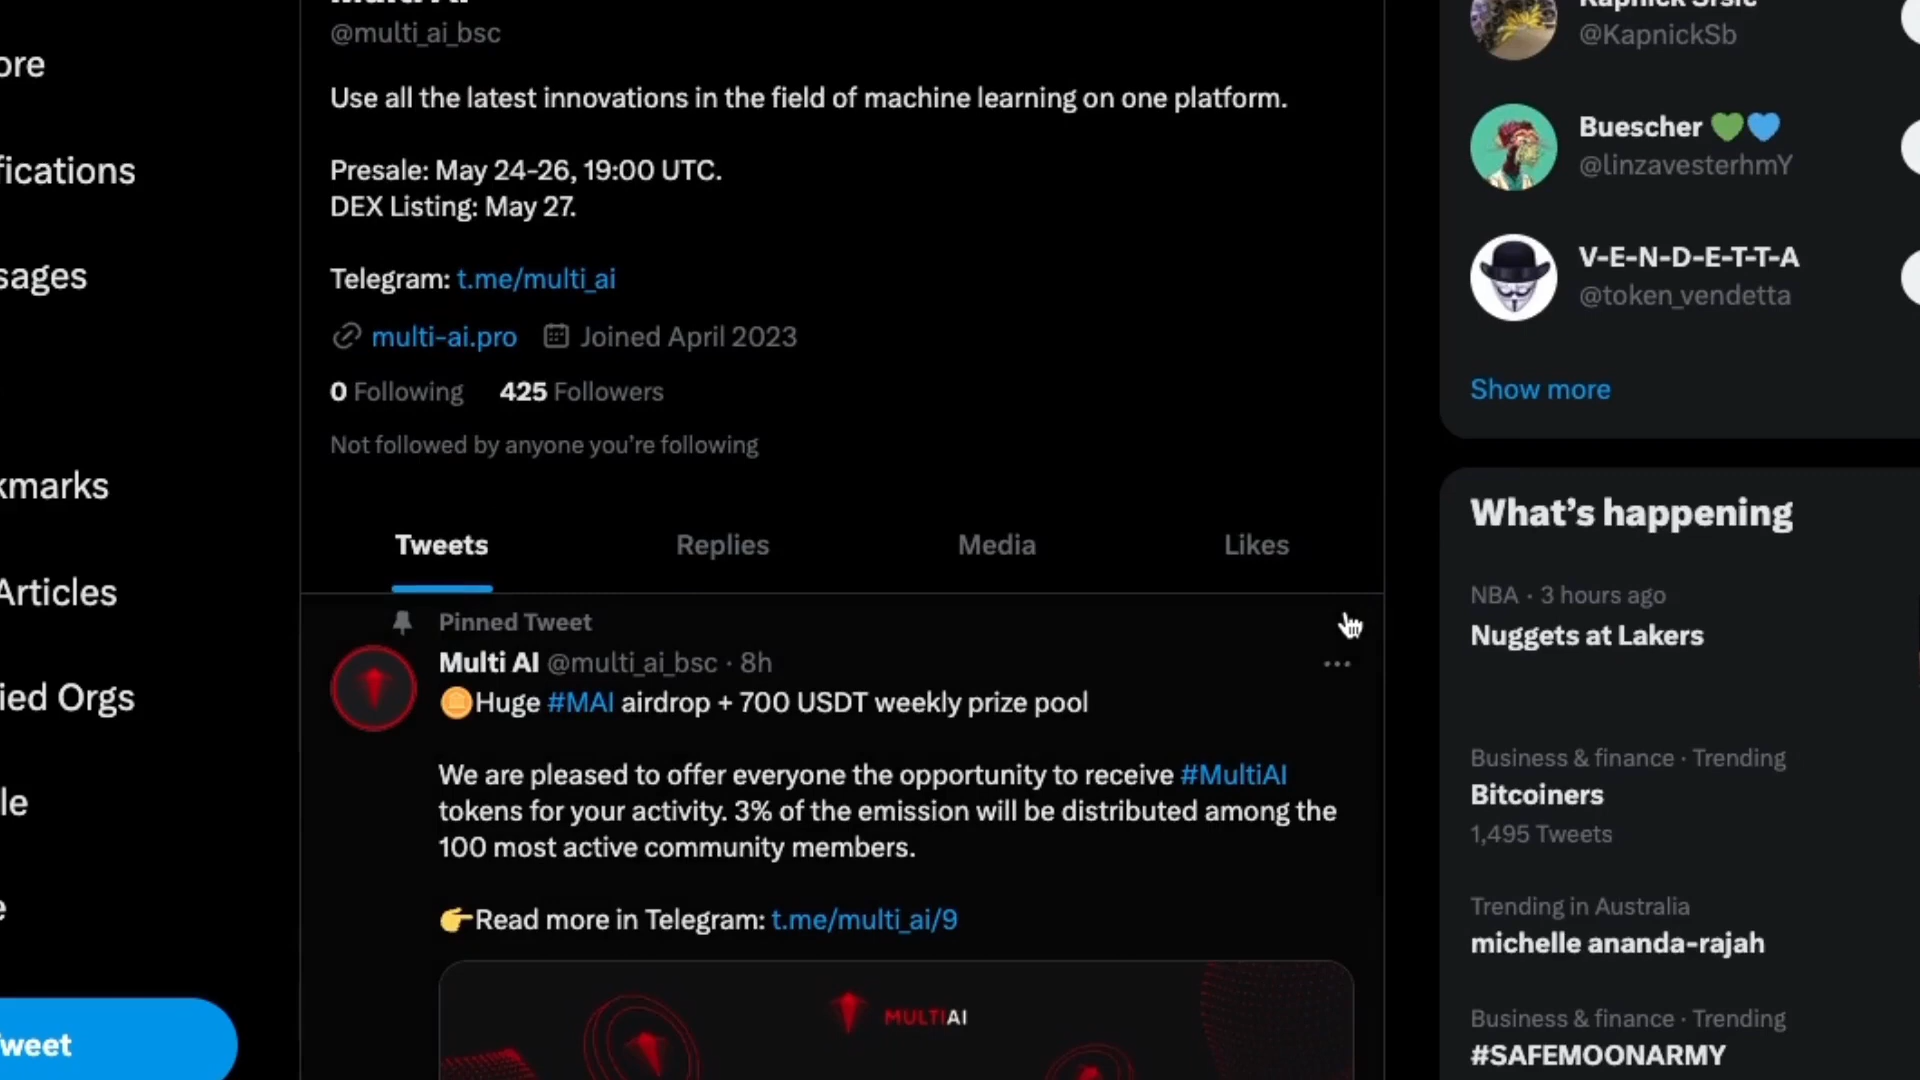 ore
fications
sages
kmarks
Articles
ied Orgs
le
e
weet
@multi_ai_bsc
Use all the latest innovations in the field of machine learning on one platform.
Presale: May 24-26, 19:00 UTC.
DEX Listing: May 27.
Telegram: t.me/multi_ai
multi-ai.pro Joined April 2023
0 Following 425 Followers
Not followed by anyone you’re following
Tweets Replies Media Likes
Pinned Tweet
Multi AI @multi_ai_bsc · 8h
Huge #MAI airdrop + 700 USDT weekly prize pool
We are pleased to offer everyone the opportunity to receive #MultiAI
tokens for your activity. 3% of the emission will be distributed among the
100 most active community members.
👉Read more in Telegram: t.me/multi_ai/9
MULTIAI
@KapnickSb
Buescher 💚💙
@linzavesterhmY
V-E-N-D-E-T-T-A
@token_vendetta
Show more
What’s happening
NBA · 3 hours ago
Nuggets at Lakers
Business & finance · Trending
Bitcoiners
1,495 Tweets
Trending in Australia
michelle ananda-rajah
Business & finance · Trending
#SAFEMOONARMY